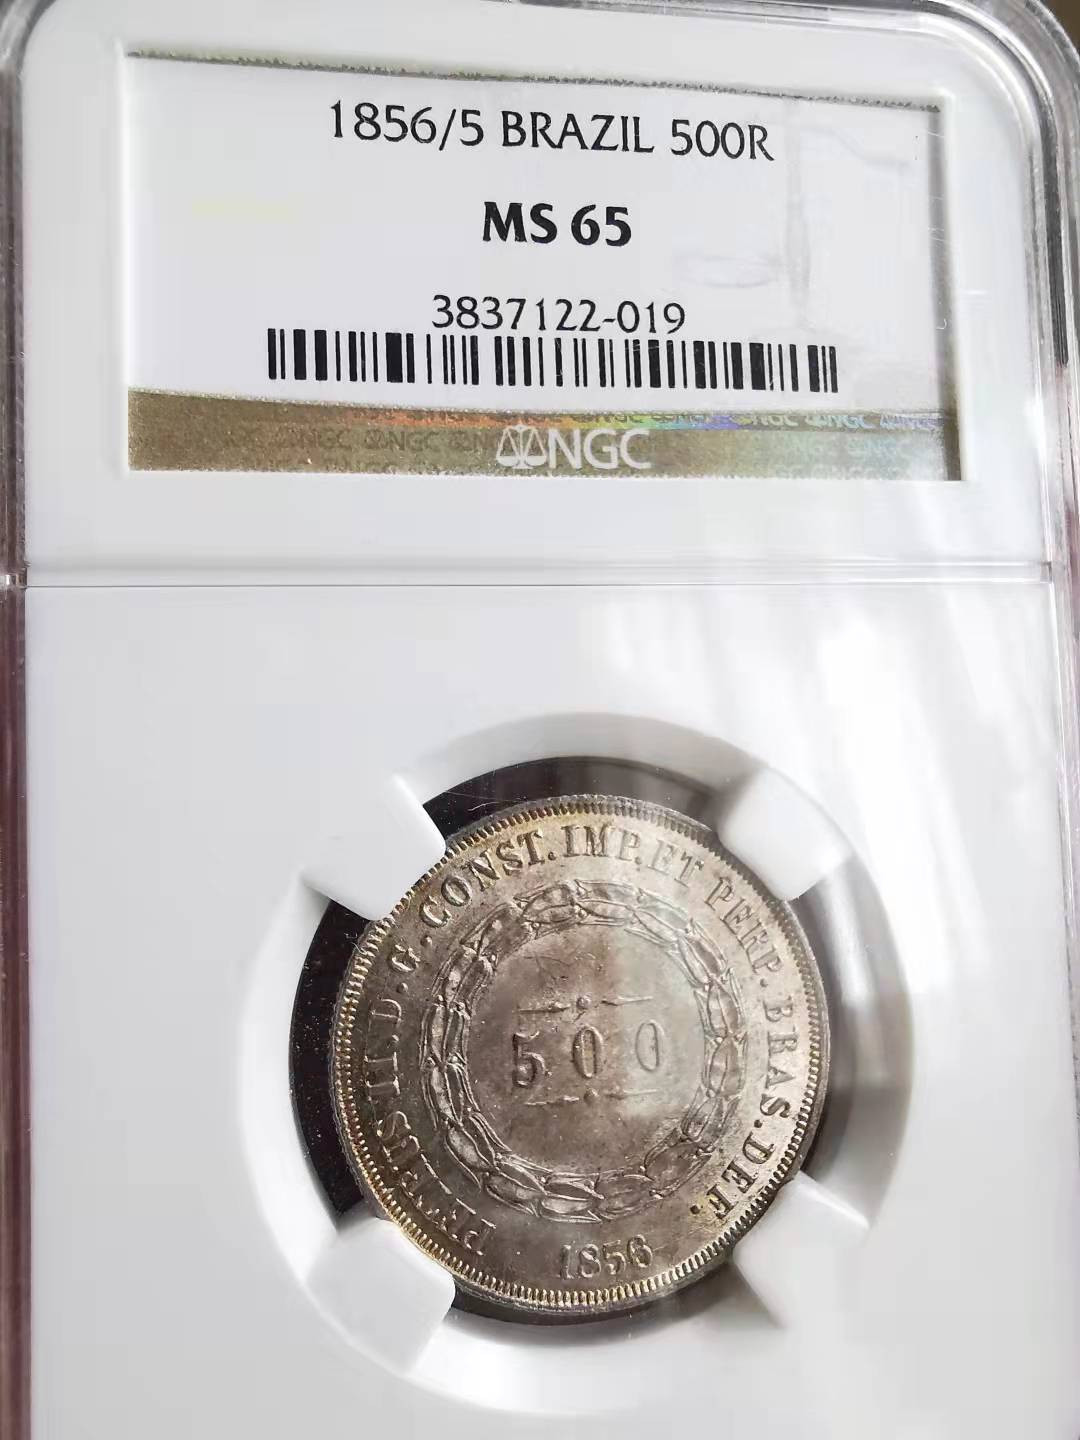 1856/5 BRAZIL 500R
MS 65
3837122-019
NGC
PETRUS II.D.G.CONST.IMP.ET PERP.BRAS.DEF.
500
1856